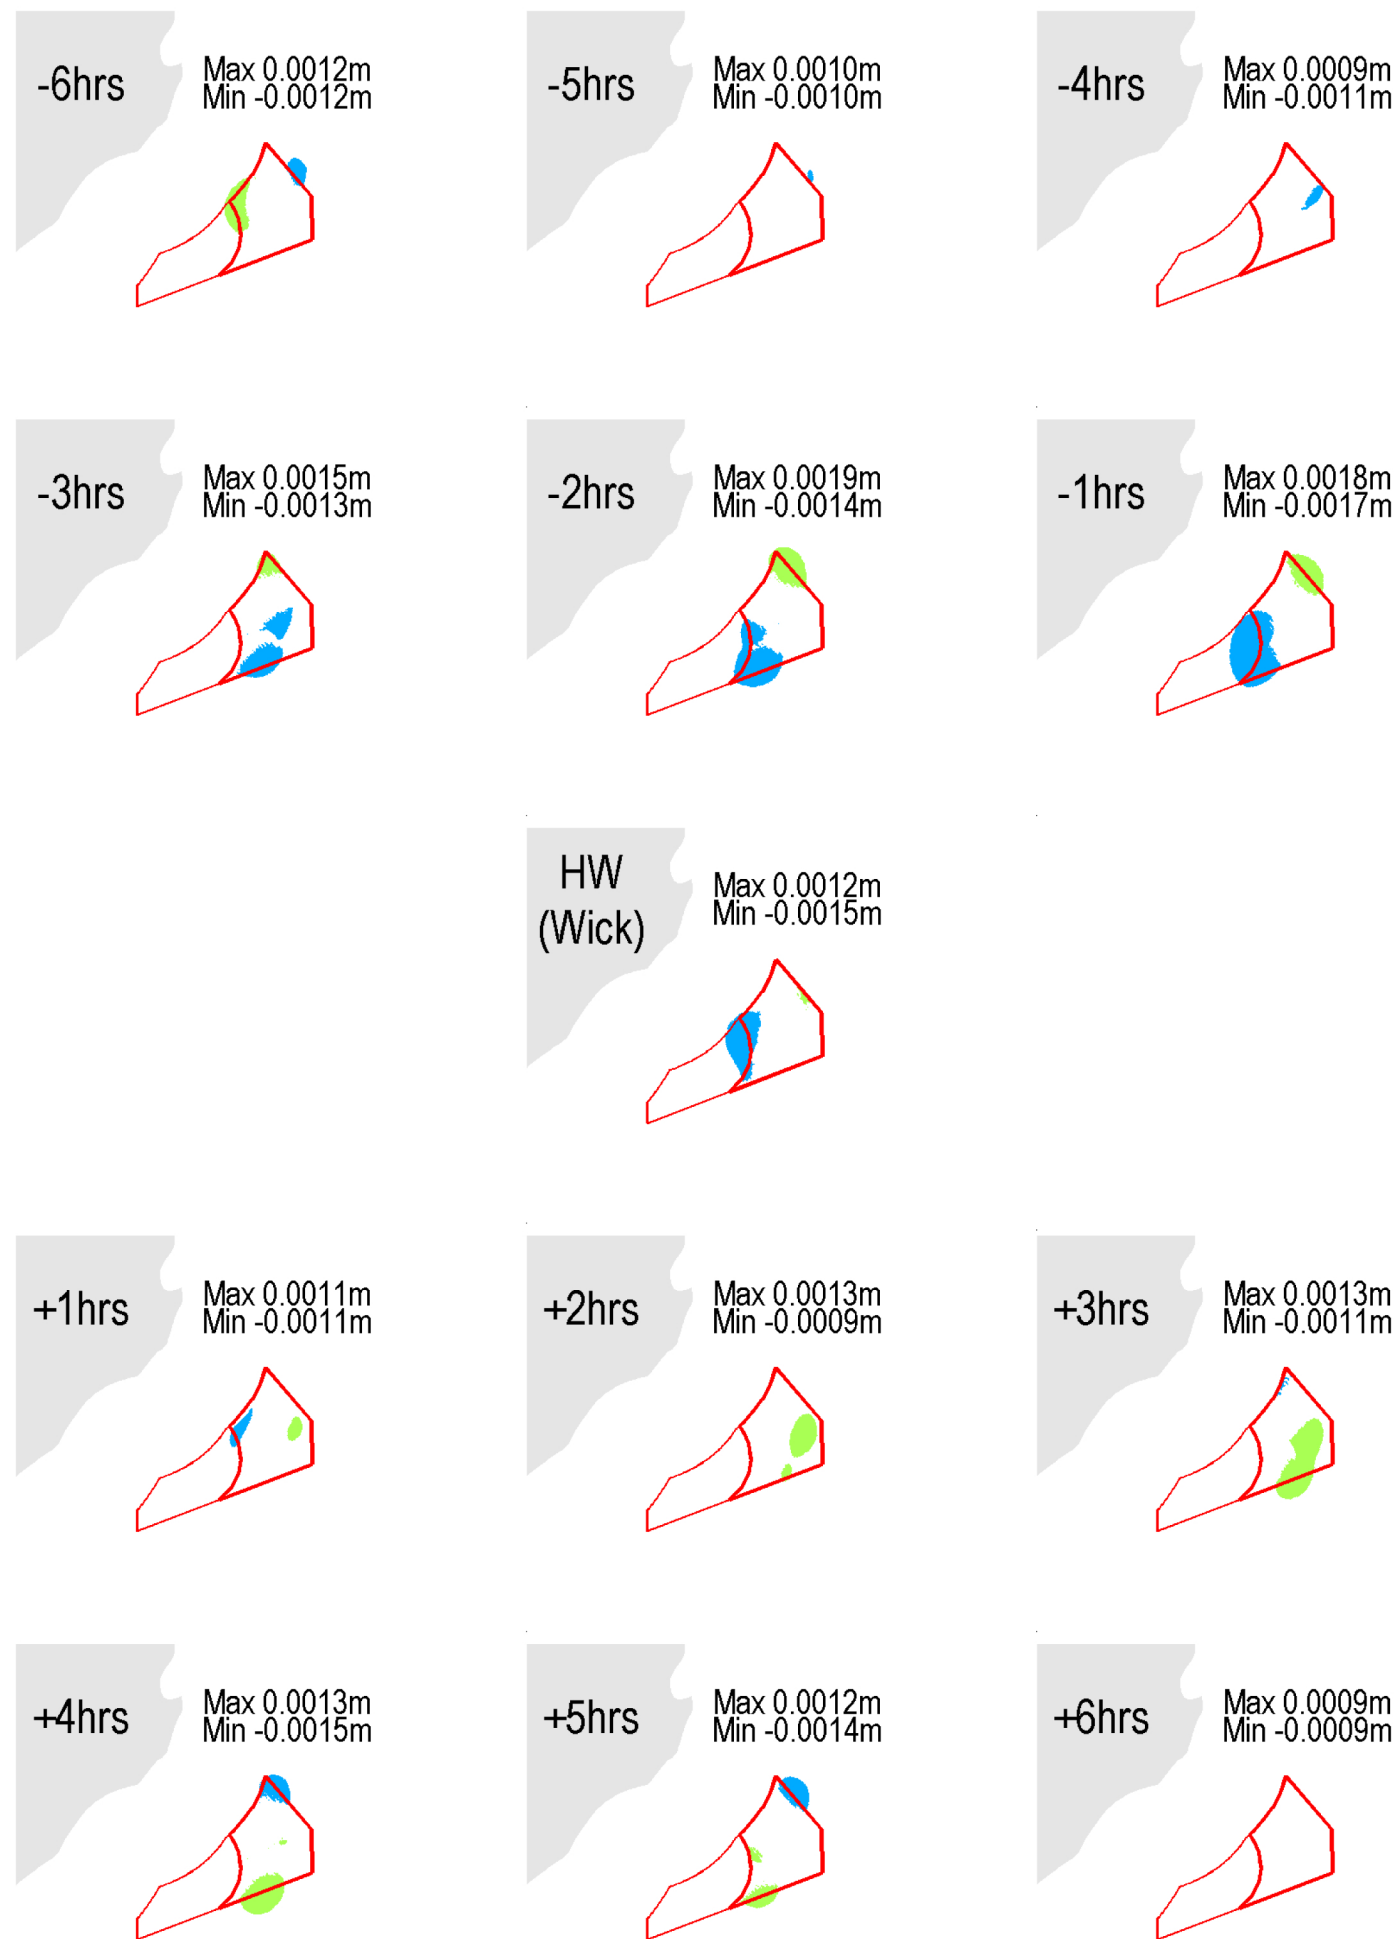 -6hrs
Max 0.0012m
Min -0.0012m
-5hrs
Max 0.0010m
Min -0.0010m
-4hrs
Max 0.0009m
Min -0.0011m
-3hrs
Max 0.0015m
Min -0.0013m
-2hrs
Max 0.0019m
Min -0.0014m
-1hrs
Max 0.0018m
Min -0.0017m
HW
(Wick)
Max 0.0012m
Min -0.0015m
+1hrs
Max 0.0011m
Min -0.0011m
+2hrs
Max 0.0013m
Min -0.0009m
+3hrs
Max 0.0013m
Min -0.0011m
+4hrs
Max 0.0013m
Min -0.0015m
+5hrs
Max 0.0012m
Min -0.0014m
+6hrs
Max 0.0009m
Min -0.0009m